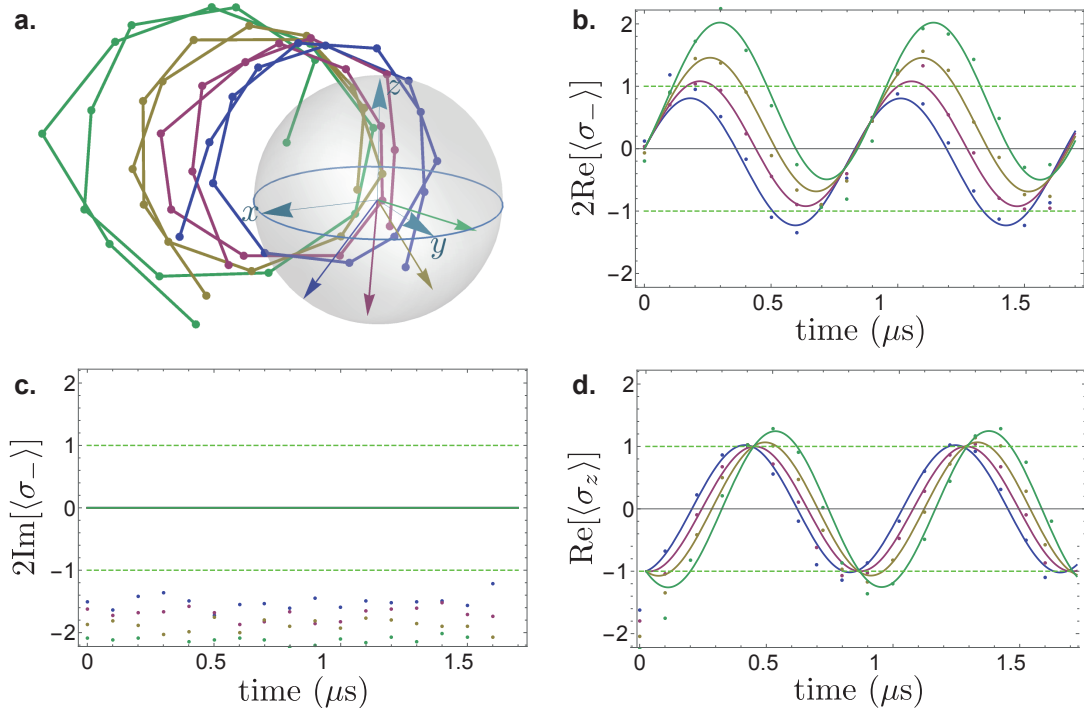 a.
z
x
y
b.
2Re[⟨σ₋⟩]
2
1
0
−1
−2
0
0.5
1
1.5
time (μs)
c.
2Im[⟨σ₋⟩]
2
1
0
−1
−2
0
0.5
1
1.5
time (μs)
d.
Re[⟨σ_z⟩]
2
1
0
−1
−2
0
0.5
1
1.5
time (μs)